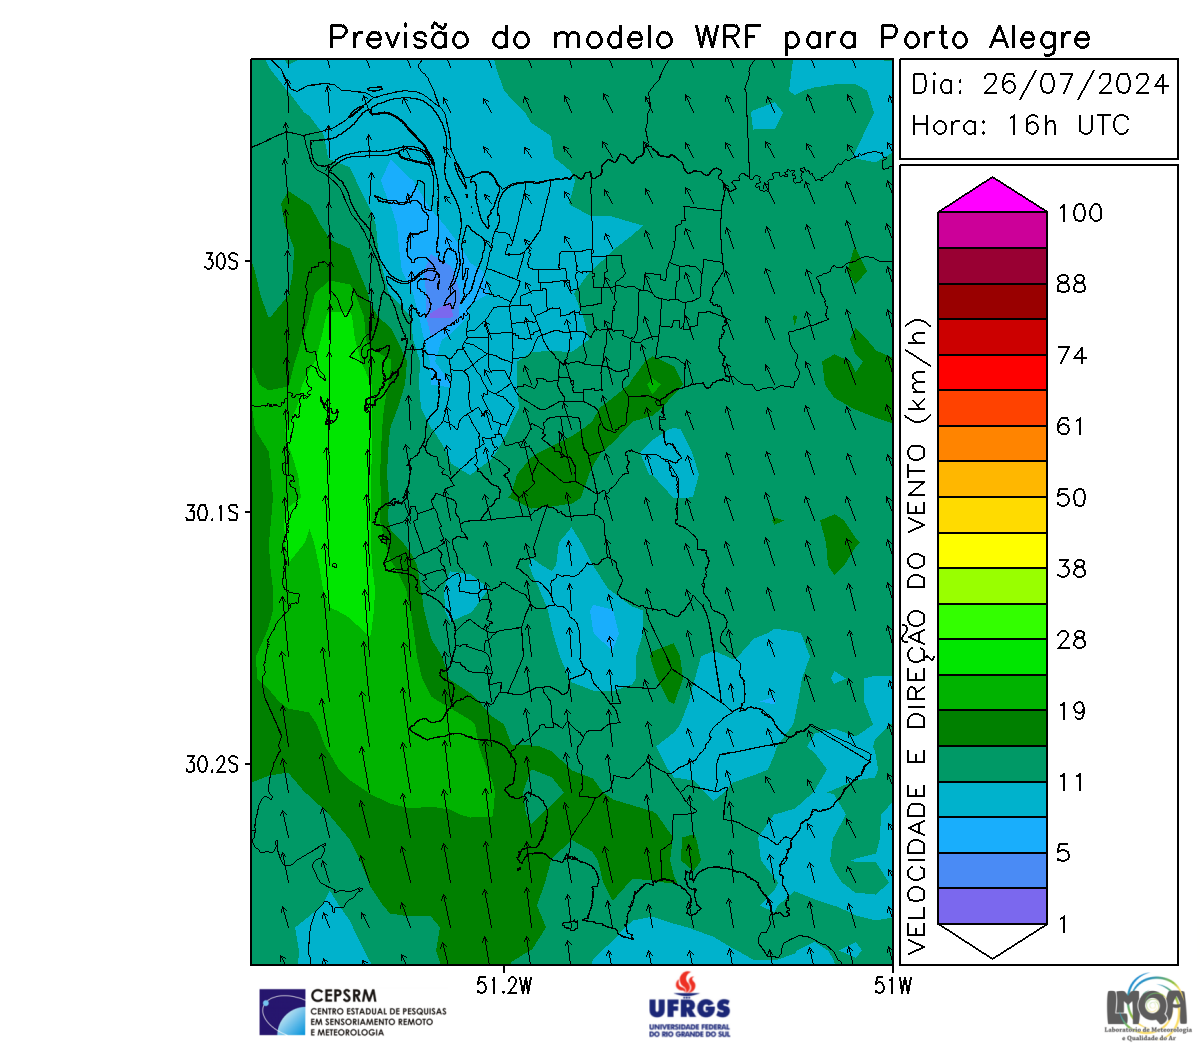 Previsão do modelo WRF para Porto Alegre
Dia: 26/07/2024
Hora: 16h UTC
100
88
74
61
50
38
28
19
11
5
1
VELOCIDADE E DIREÇÃO DO VENTO (km/h)
30S
30.1S
30.2S
51.2W
51W
CEPSRM
CENTRO ESTADUAL DE PESQUISAS
EM SENSORIAMENTO REMOTO
E METEOROLOGIA
UFRGS
UNIVERSIDADE FEDERAL
DO RIO GRANDE DO SUL
LMQA
Laboratório de Meteorologia
e Qualidade do Ar